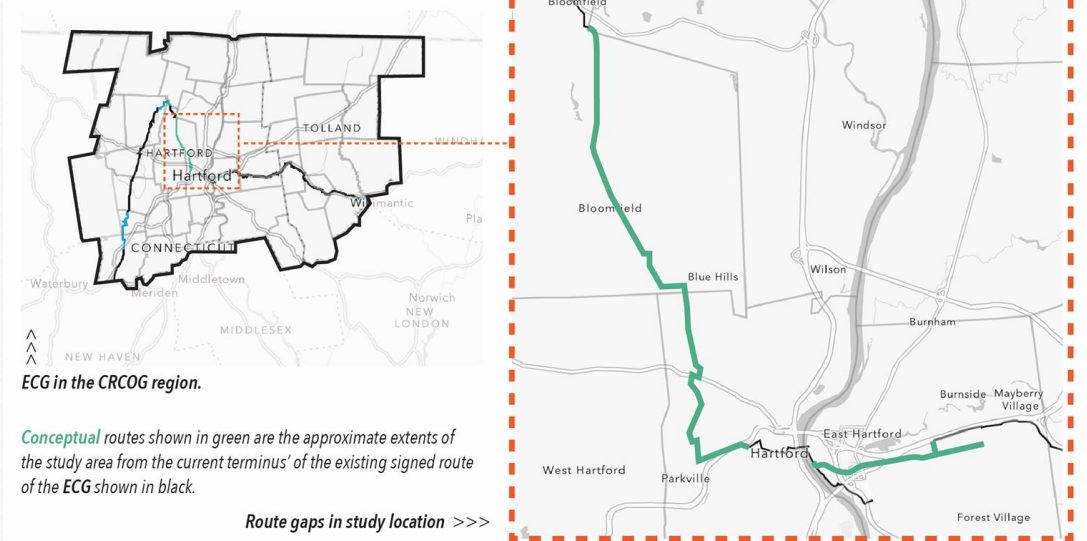 TOLLAND
HARTFORD
Hartford
WINDHA
Willimantic
Pla
CONNECTICUT
Waterbury
Middletown
Meriden
Norwich
NEW
LONDON
MIDDLESEX
NEW HAVEN
<<<
ECG in the CRCOG region.
Conceptual routes shown in green are the approximate extents of
the study area from the current terminus’ of the existing signed route
of the ECG shown in black.
Route gaps in study location >>>
Bloomfield
Windsor
Bloomfield
Blue Hills
Wilson
Burnham
Burnside
Mayberry
Village
East Hartford
Hartford
West Hartford
Parkville
Forest Village